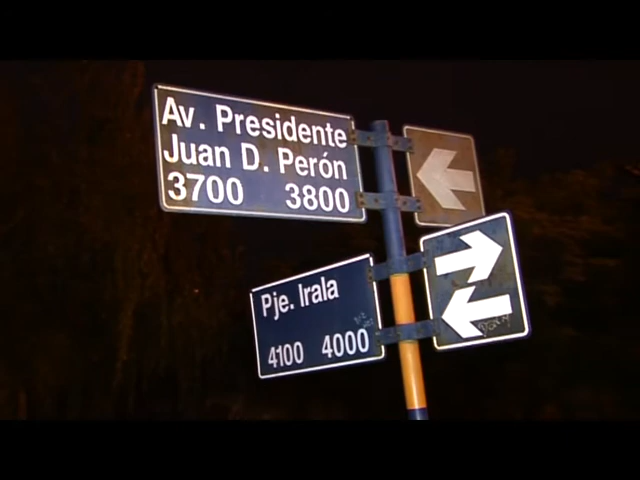 Av. Presidente
Juan D. Perón
3700 3800
Pje. Irala
4100 4000